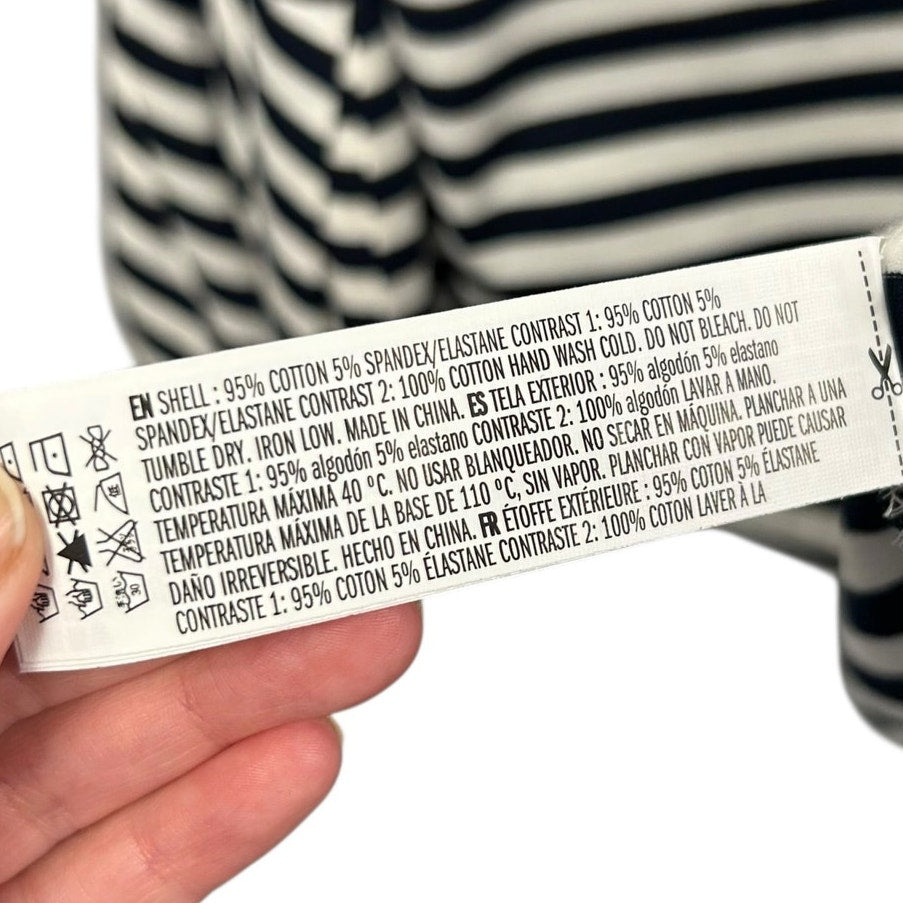 EN SHELL : 95% COTTON 5% SPANDEX/ELASTANE CONTRAST 1: 95% COTTON 5%
SPANDEX/ELASTANE CONTRAST 2: 100% COTTON HAND WASH COLD. DO NOT BLEACH. DO NOT
TUMBLE DRY. IRON LOW. MADE IN CHINA. ES TELA EXTERIOR : 95% algodón 5% elastano
CONTRASTE 1: 95% algodón 5% elastano CONTRASTE 2: 100% algodón LAVAR A MANO.
TEMPERATURA MÁXIMA 40 °C. NO USAR BLANQUEADOR. NO SECAR EN MÁQUINA. PLANCHAR A UNA
TEMPERATURA MÁXIMA DE LA BASE DE 110 °C, SIN VAPOR. PLANCHAR CON VAPOR PUEDE CAUSAR
DAÑO IRREVERSIBLE. HECHO EN CHINA. FR ÉTOFFE EXTÉRIEURE : 95% COTON 5% ÉLASTANE
CONTRASTE 1: 95% COTON 5% ÉLASTANE CONTRASTE 2: 100% COTON LAVER À LA
低
30